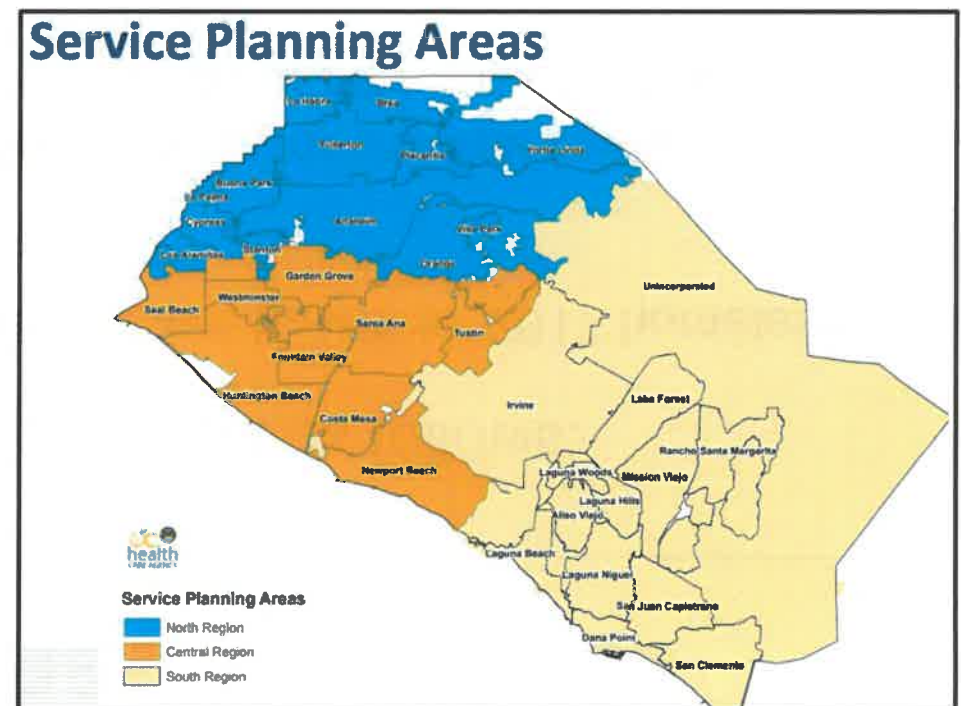 Service Planning Areas
La Habra
Brea
Fullerton
Placentia
Yorba Linda
Buena Park
La Palma
Cypress
Anaheim
Villa Park
Los Alamitos
Stanton
Orange
Garden Grove
Unincorporated
Westminster
Seal Beach
Santa Ana
Tustin
Fountain Valley
Huntington Beach
Irvine
Lake Forest
Costa Mesa
Rancho Santa Margarita
Newport Beach
Laguna Woods
Mission Viejo
Laguna Hills
Aliso Viejo
Laguna Beach
Laguna Niguel
San Juan Capistrano
Dana Point
San Clemente
health
CARE AGENCY
Service Planning Areas
North Region
Central Region
South Region